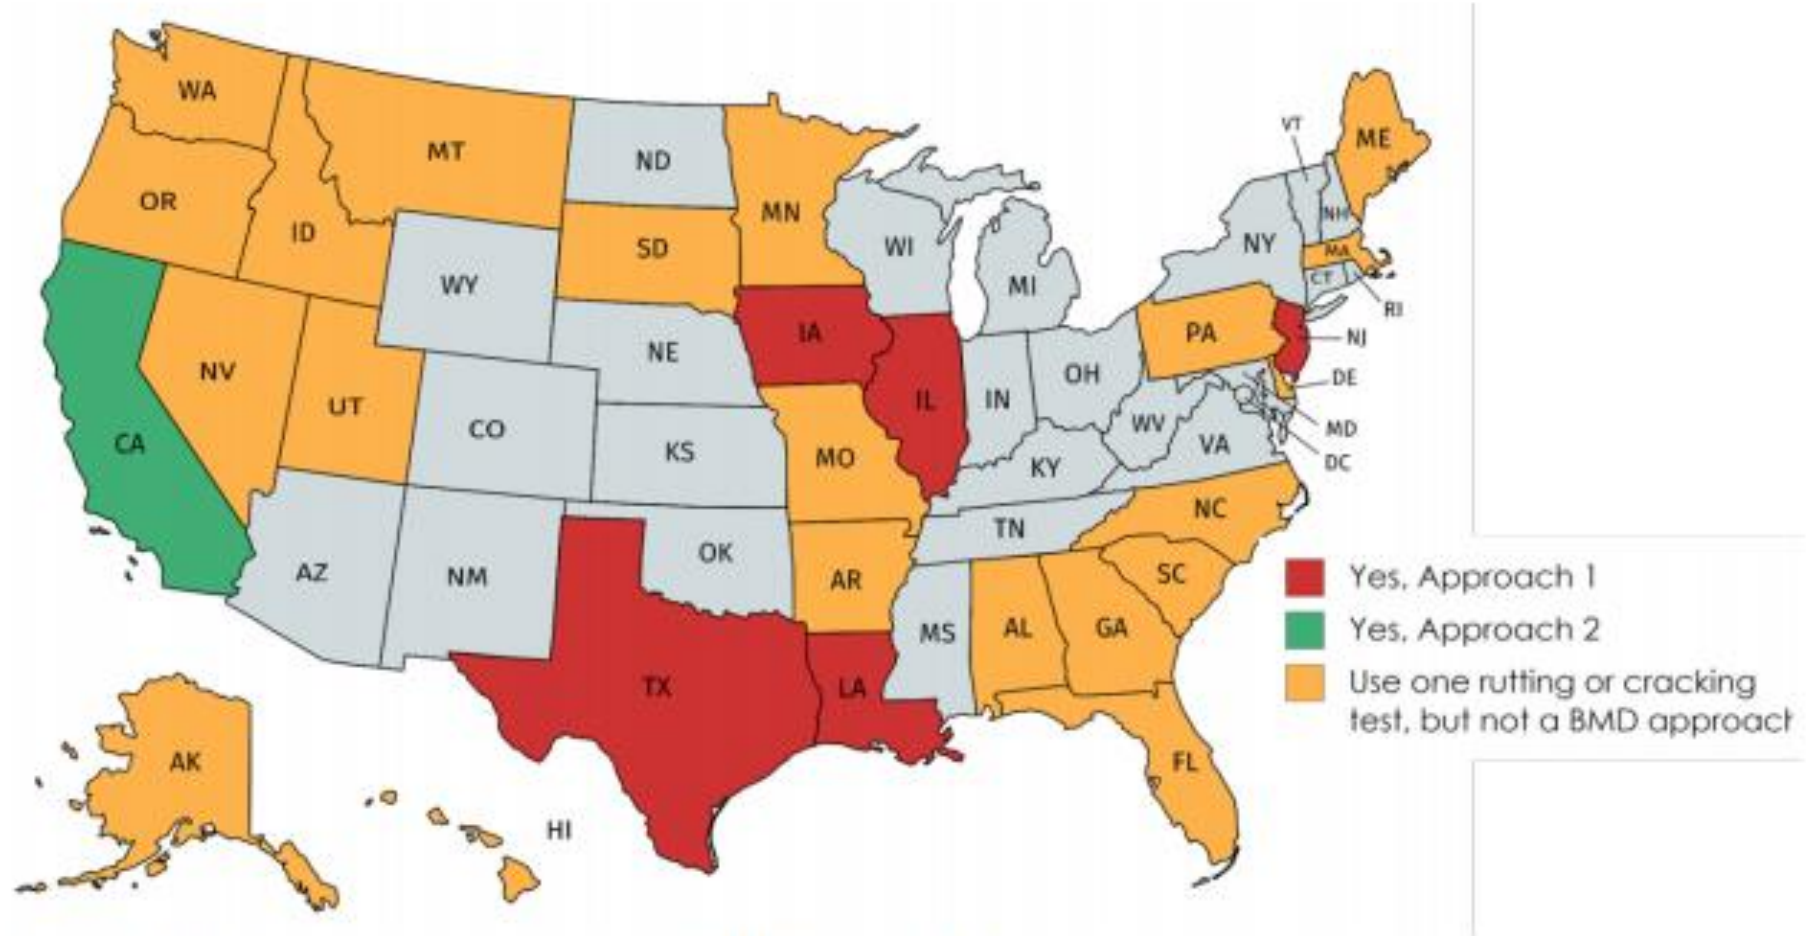 WA
MT
ND
MN
OR
ID
SD
WI
VT
ME
NH
NY
MA
CT
RI
WY
MI
IA
NE
PA
NJ
NV
UT
IL
IN
OH
DE
CO
CA
KS
MO
KY
WV
VA
MD
DC
NC
TN
AZ
NM
OK
AR
SC
MS
AL
GA
TX
LA
FL
AK
HI
Yes, Approach 1
Yes, Approach 2
Use one rutting or cracking
test, but not a BMD approach